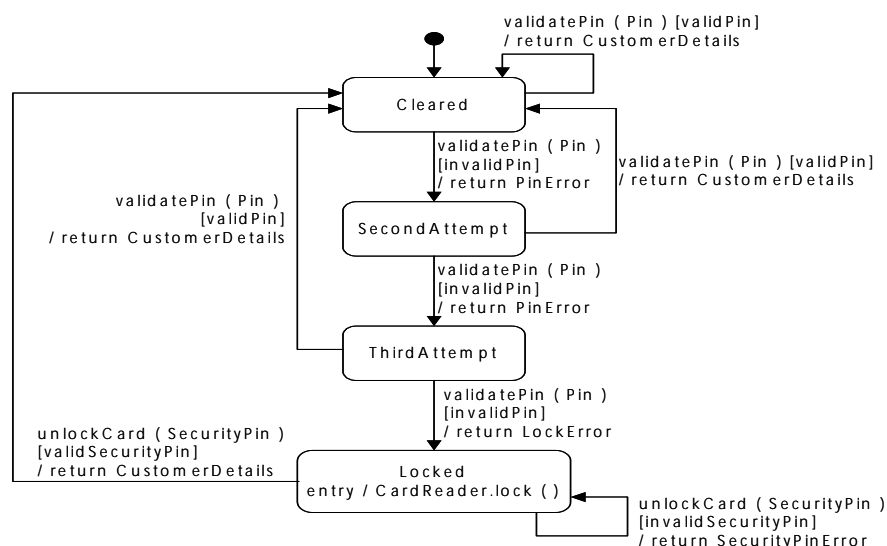 validatePin ( Pin ) [validPin]
/ return CustomerDetails
Cleared
validatePin ( Pin )
[invalidPin]
/ return PinError
validatePin ( Pin ) [validPin]
/ return CustomerDetails
validatePin ( Pin )
[validPin]
/ return CustomerDetails
SecondAttempt
validatePin ( Pin )
[invalidPin]
/ return PinError
ThirdAttempt
validatePin ( Pin )
[invalidPin]
/ return LockError
unlockCard ( SecurityPin )
[validSecurityPin]
/ return CustomerDetails
Locked
entry / CardReader.lock ()
unlockCard ( SecurityPin )
[invalidSecurityPin]
/ return SecurityPinError